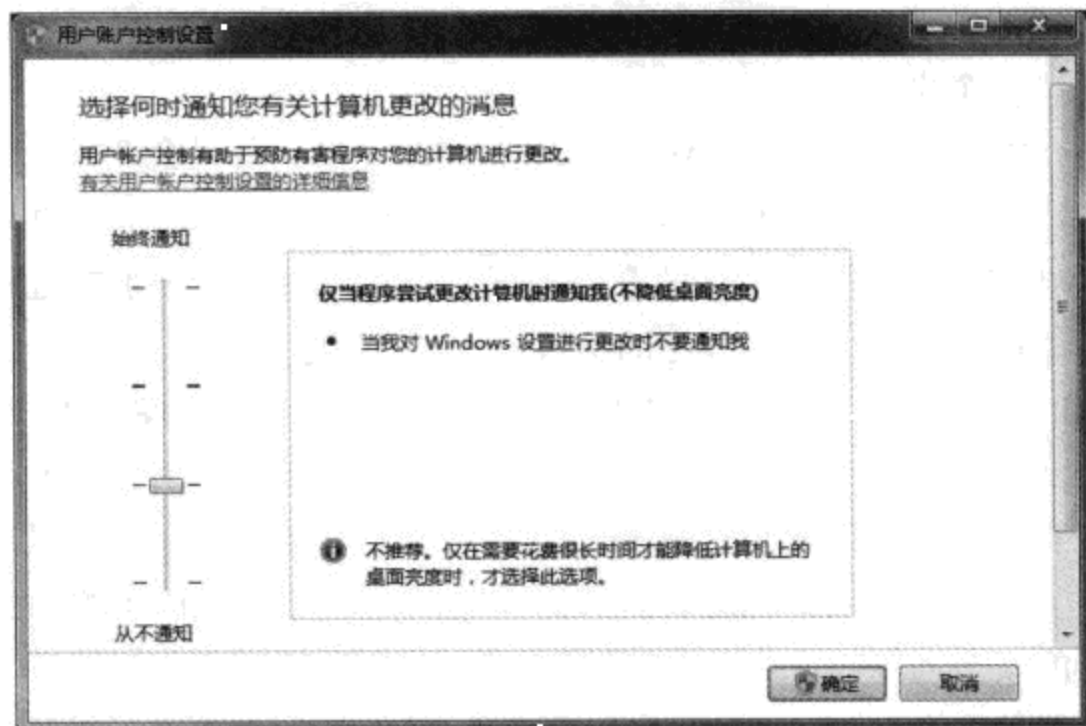 用户账户控制设置
选择何时通知您有关计算机更改的消息
用户帐户控制有助于预防有害程序对您的计算机进行更改。
有关用户帐户控制设置的详细信息
始终通知
仅当程序尝试更改计算机时通知我(不降低桌面亮度)
• 当我对 Windows 设置进行更改时不要通知我
不推荐。仅在需要花费很长时间才能降低计算机上的
桌面亮度时，才选择此选项。
从不通知
确定
取消